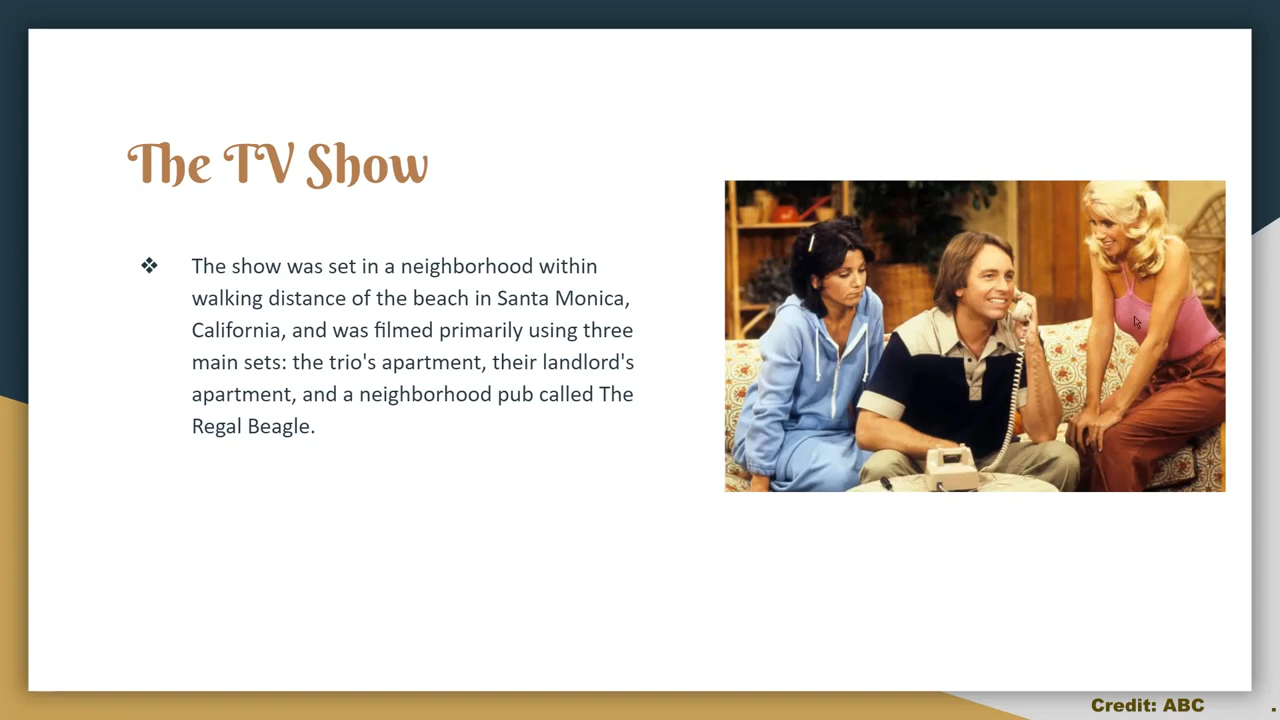 The TV Show
❖ The show was set in a neighborhood within
walking distance of the beach in Santa Monica,
California, and was filmed primarily using three
main sets: the trio's apartment, their landlord's
apartment, and a neighborhood pub called The
Regal Beagle.
Credit: ABC .